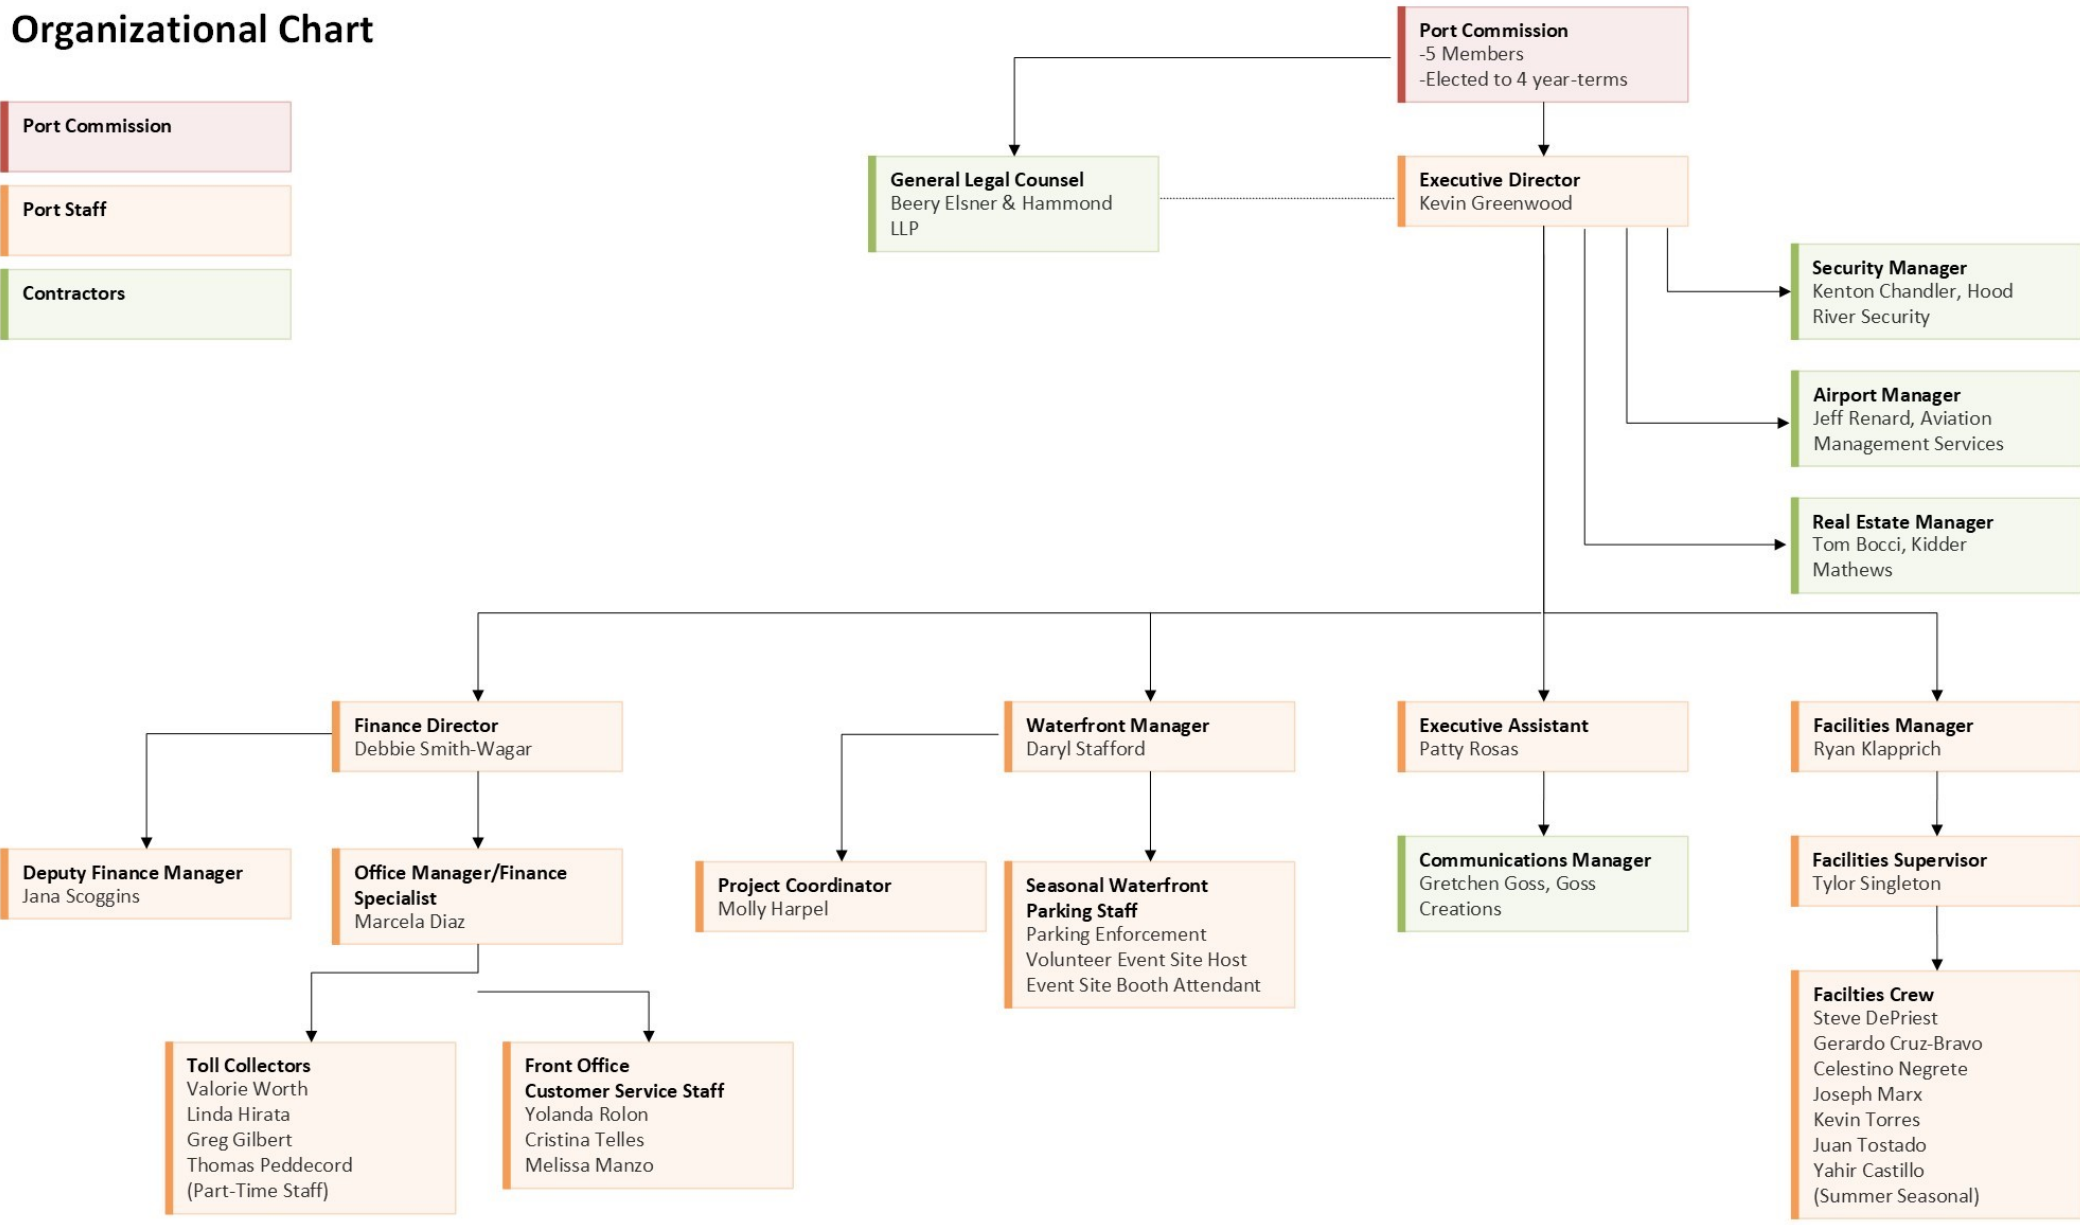 Organizational Chart
Port Commission
-5 Members
-Elected to 4 year-terms
Port Commission
Port Staff
Contractors
General Legal Counsel
Beery Elsner & Hammond
LLP
Executive Director
Kevin Greenwood
Security Manager
Kenton Chandler, Hood
River Security
Airport Manager
Jeff Renard, Aviation
Management Services
Real Estate Manager
Tom Bocci, Kidder
Mathews
Finance Director
Debbie Smith-Wagar
Waterfront Manager
Daryl Stafford
Executive Assistant
Patty Rosas
Facilities Manager
Ryan Klapprich
Deputy Finance Manager
Jana Scoggins
Office Manager/Finance
Specialist
Marcela Diaz
Project Coordinator
Molly Harpel
Seasonal Waterfront
Parking Staff
Parking Enforcement
Volunteer Event Site Host
Event Site Booth Attendant
Communications Manager
Gretchen Goss, Goss
Creations
Facilities Supervisor
Tylor Singleton
Toll Collectors
Valorie Worth
Linda Hirata
Greg Gilbert
Thomas Peddecord
(Part-Time Staff)
Front Office
Customer Service Staff
Yolanda Rolon
Cristina Telles
Melissa Manzo
Facilties Crew
Steve DePriest
Gerardo Cruz-Bravo
Celestino Negrete
Joseph Marx
Kevin Torres
Juan Tostado
Yahir Castillo
(Summer Seasonal)